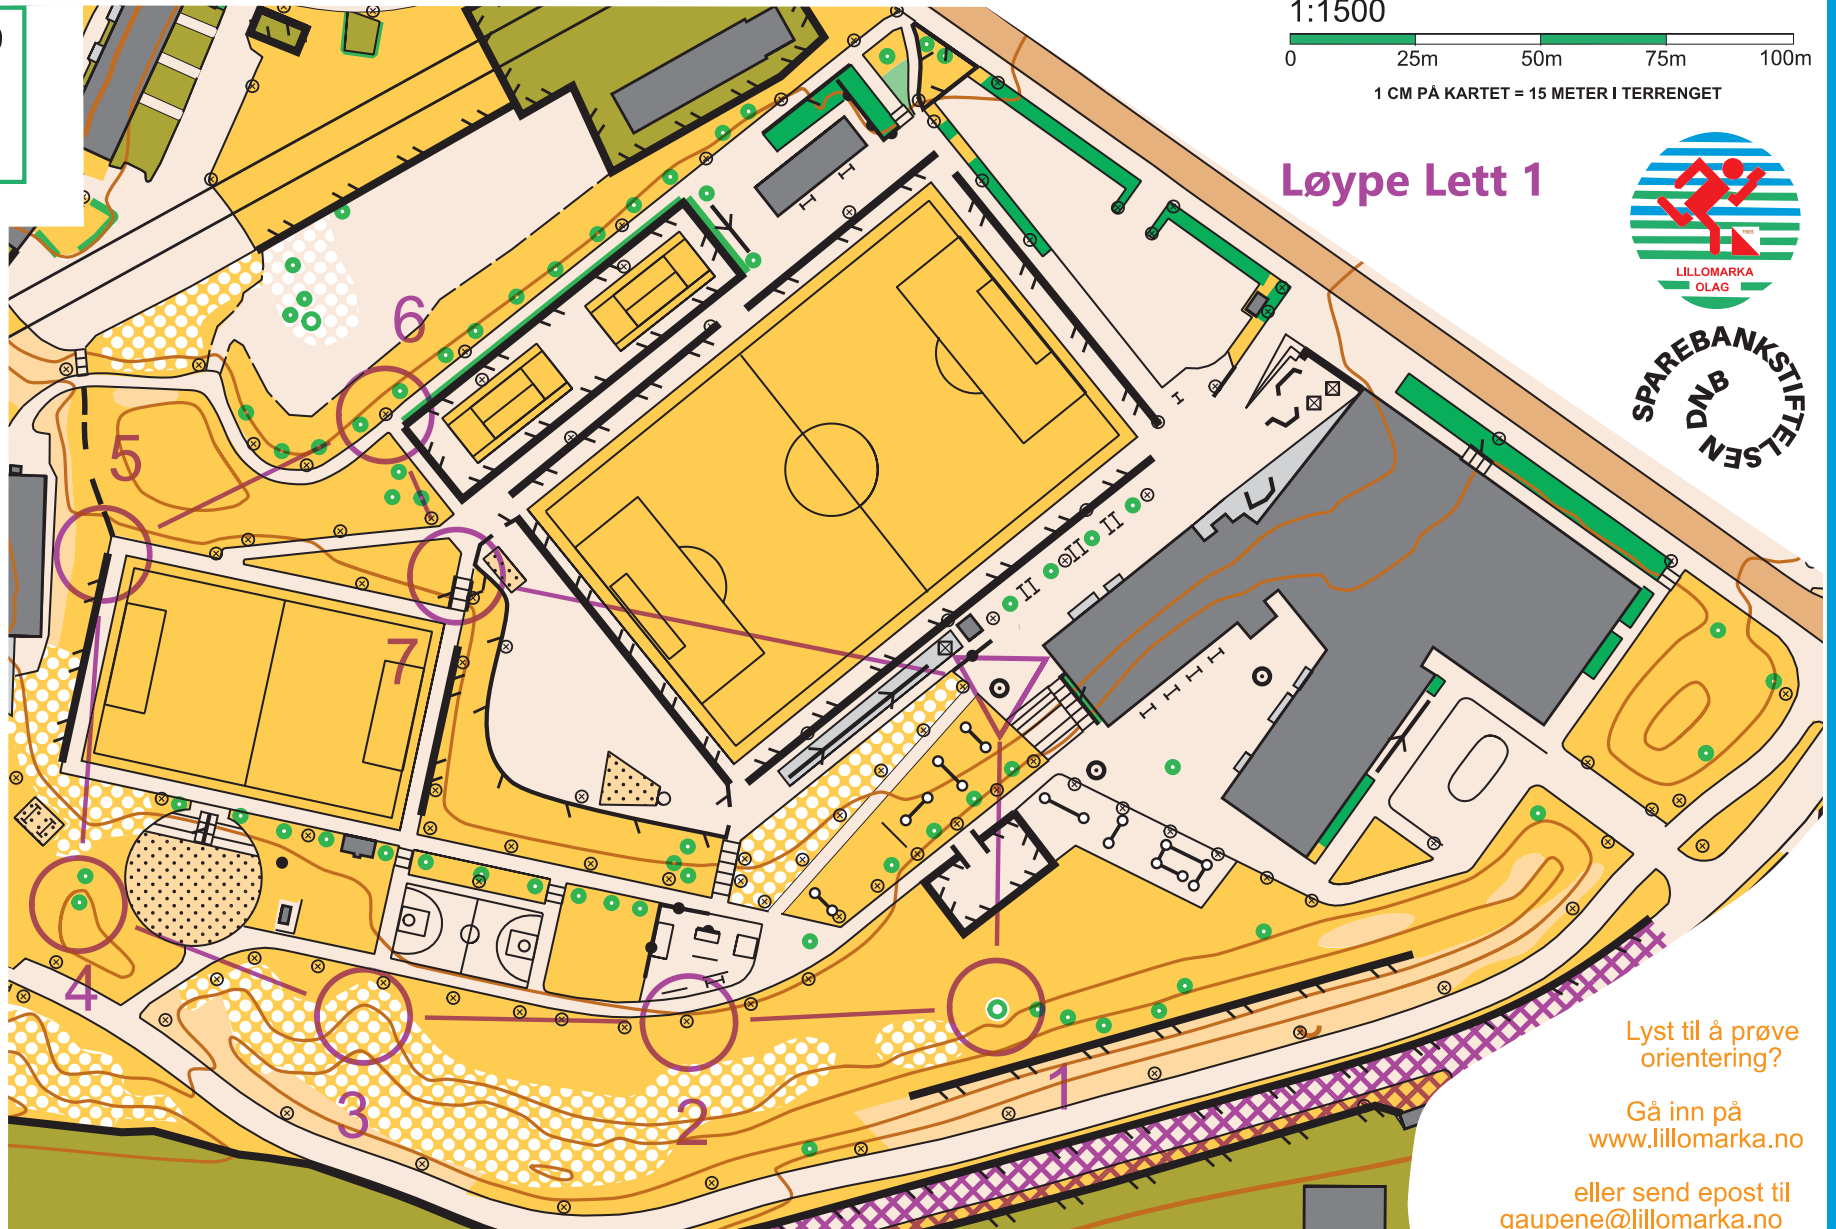 1:1500
0 25m 50m 75m 100m
1 CM PÅ KARTET = 15 METER I TERRENGET
Løype Lett 1
1985
LILLOMARKA
OLAG
SPAREBANKSTIFTELSEN
DNB
6
5
7
4
3
2
1
Lyst til å prøve
orientering?
Gå inn på
www.lillomarka.no
eller send epost til
gaupene@lillomarka.no